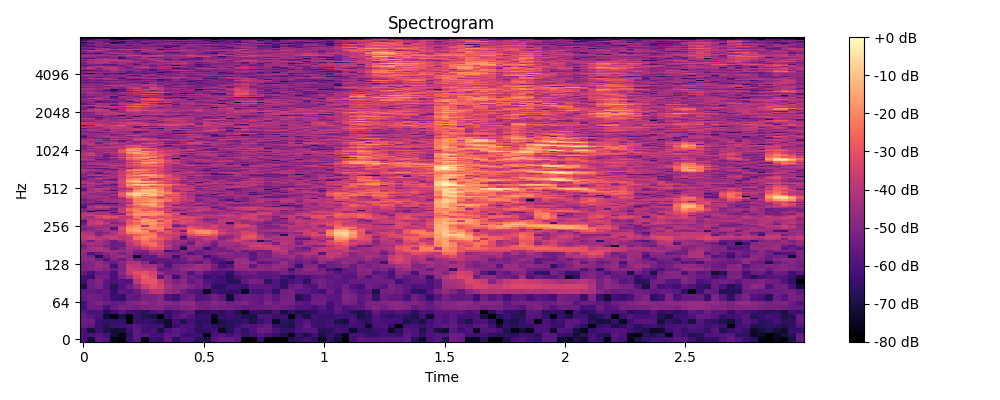 Spectrogram
Hz
4096
2048
1024
512
256
128
64
0
0
0.5
1
1.5
2
2.5
Time
+0 dB
-10 dB
-20 dB
-30 dB
-40 dB
-50 dB
-60 dB
-70 dB
-80 dB